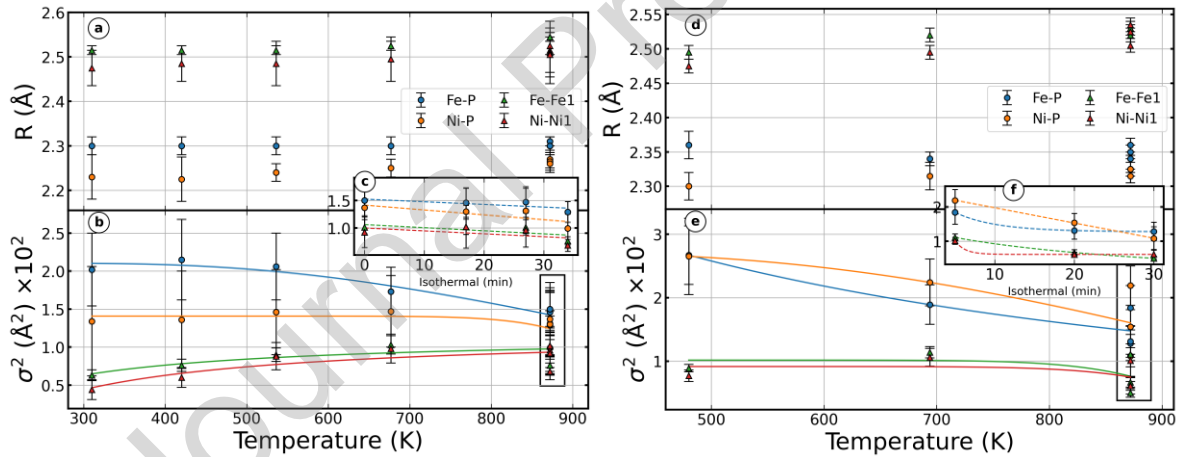 a
2.6
2.5
2.4
2.3
2.2
R (Å)
Fe-P
Ni-P
Fe-Fe1
Ni-Ni1
c
1.5
1.0
0
10
20
30
Isothermal (min)
b
2.5
2.0
1.5
1.0
0.5
σ² (Å²) ×10²
300
400
500
600
700
800
900
Temperature (K)
d
2.55
2.50
2.45
2.40
2.35
2.30
R (Å)
Fe-P
Ni-P
Fe-Fe1
Ni-Ni1
f
2
1
10
20
30
Isothermal (min)
e
3
2
1
σ² (Å²) ×10²
500
600
700
800
900
Temperature (K)
Journal Pr